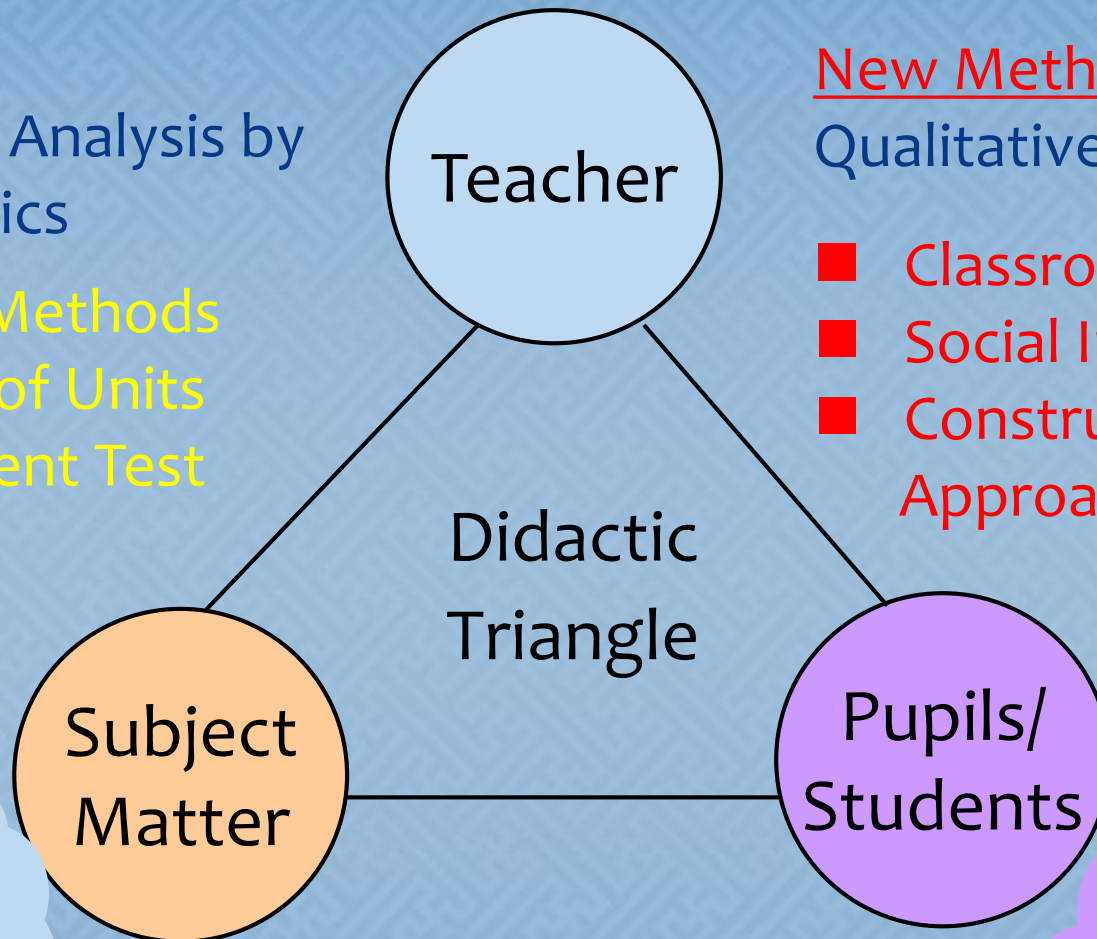 Analysis by
ics
Methods
of Units
ent Test
Teacher
New Meth
Qualitative
Classro
Social I
Constru
Approa
Didactic
Triangle
Subject
Matter
Pupils/
Students